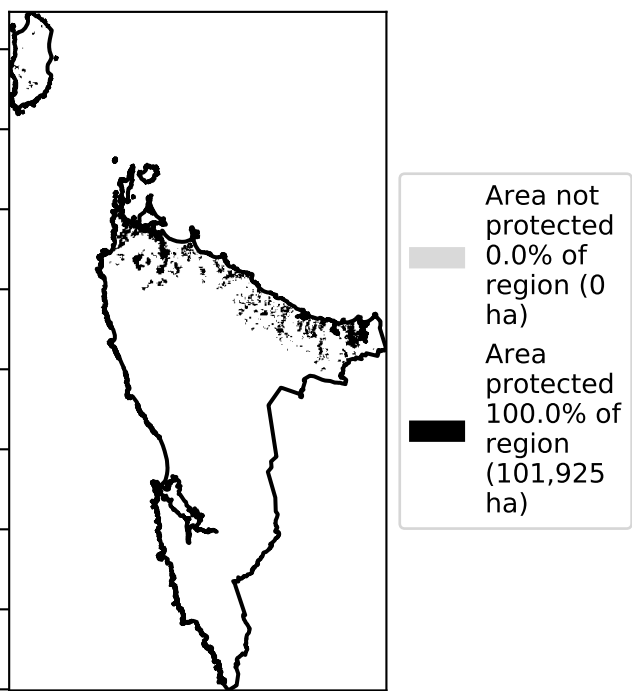 Area not
protected
0.0% of
region (0
ha)
Area
protected
100.0% of
region
(101,925
ha)